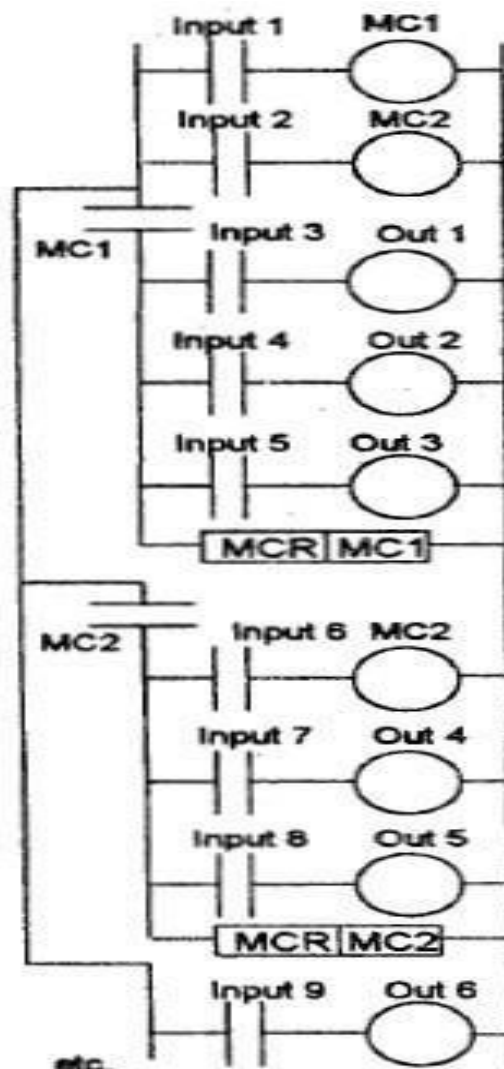 Input 1 MC1
Input 2 MC2
MC1
Input 3 Out 1
Input 4 Out 2
Input 5 Out 3
MCR MC1
MC2
Input 6 MC2
Input 7 Out 4
Input 8 Out 5
MCR MC2
Input 9 Out 6
etc.